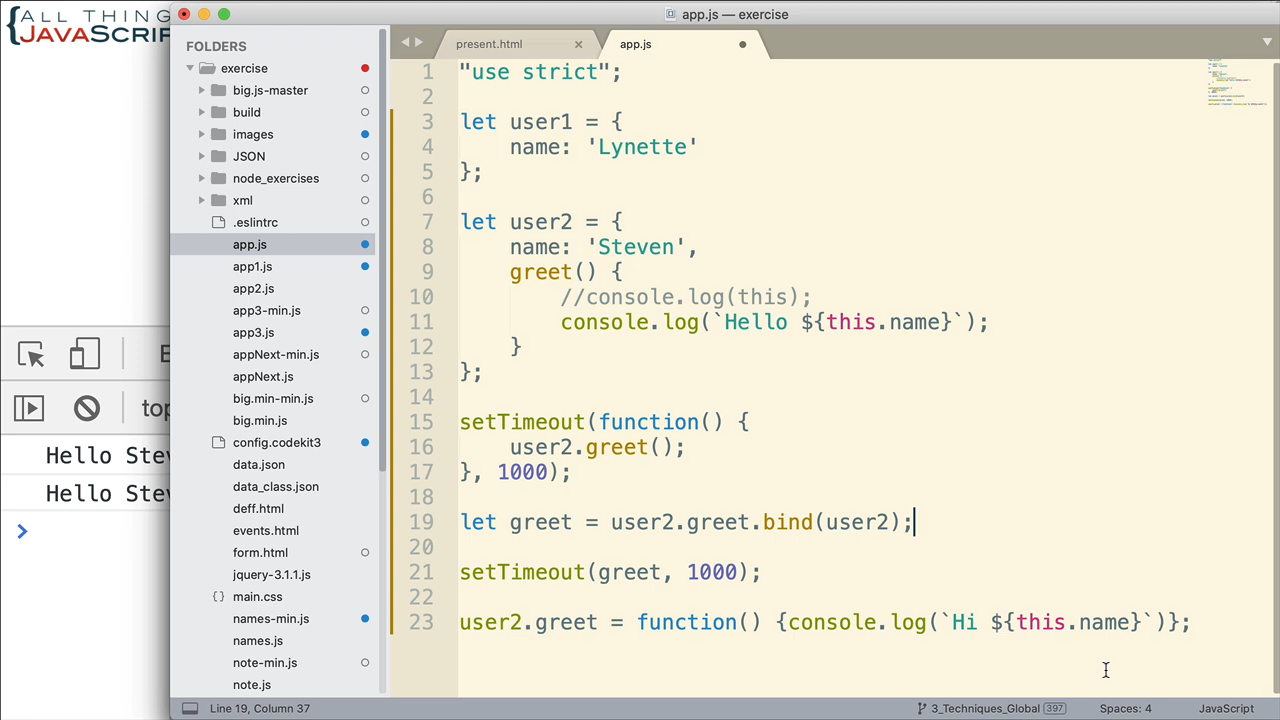 {ALL THING
JAVASCRIP
app.js — exercise
FOLDERS
exercise
big.js-master
build
images
JSON
node_exercises
xml
.eslintrc
app.js
app1.js
app2.js
app3-min.js
app3.js
appNext-min.js
appNext.js
big.min-min.js
big.min.js
config.codekit3
data.json
data_class.json
deff.html
events.html
form.html
jquery-3.1.1.js
{} main.css
names-min.js
names.js
note-min.js
note.js
E
top
Hello Stev
Hello Stev
>
present.html ×
app.js
1 "use strict";
2
3 let user1 = {
4 name: 'Lynette'
5 };
6
7 let user2 = {
8 name: 'Steven',
9 greet() {
10 //console.log(this);
11 console.log(`Hello ${this.name}`);
12 }
13 };
14
15 setTimeout(function() {
16 user2.greet();
17 }, 1000);
18
19 let greet = user2.greet.bind(user2);
20
21 setTimeout(greet, 1000);
22
23 user2.greet = function() {console.log(`Hi ${this.name}`)};
Line 19, Column 37
3_Techniques_Global 397
Spaces: 4
JavaScript